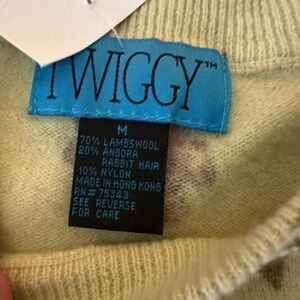 TWIGGY™
M
70% LAMBSWOOL
20% ANGORA
RABBIT HAIR
10% NYLON
MADE IN HONG KONG
RN# 75343
SEE REVERSE
FOR CARE